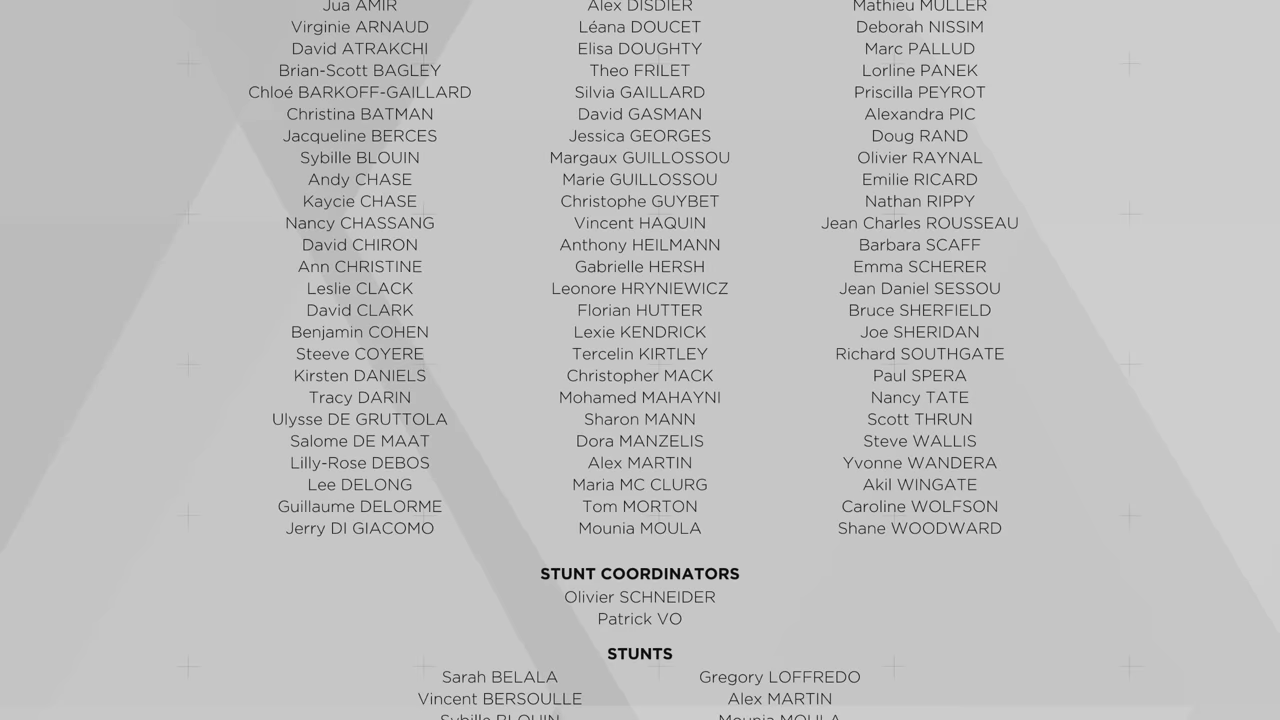 Jua AMIR
Virginie ARNAUD
David ATRAKCHI
Brian-Scott BAGLEY
Chloé BARKOFF-GAILLARD
Christina BATMAN
Jacqueline BERCES
Sybille BLOUIN
Andy CHASE
Kaycie CHASE
Nancy CHASSANG
David CHIRON
Ann CHRISTINE
Leslie CLACK
David CLARK
Benjamin COHEN
Steeve COYERE
Kirsten DANIELS
Tracy DARIN
Ulysse DE GRUTTOLA
Salome DE MAAT
Lilly-Rose DEBOS
Lee DELONG
Guillaume DELORME
Jerry DI GIACOMO
Alex DISDIER
Léana DOUCET
Elisa DOUGHTY
Theo FRILET
Silvia GAILLARD
David GASMAN
Jessica GEORGES
Margaux GUILLOSSOU
Marie GUILLOSSOU
Christophe GUYBET
Vincent HAQUIN
Anthony HEILMANN
Gabrielle HERSH
Leonore HRYNIEWICZ
Florian HUTTER
Lexie KENDRICK
Tercelin KIRTLEY
Christopher MACK
Mohamed MAHAYNI
Sharon MANN
Dora MANZELIS
Alex MARTIN
Maria MC CLURG
Tom MORTON
Mounia MOULA
Mathieu MULLER
Deborah NISSIM
Marc PALLUD
Lorline PANEK
Priscilla PEYROT
Alexandra PIC
Doug RAND
Olivier RAYNAL
Emilie RICARD
Nathan RIPPY
Jean Charles ROUSSEAU
Barbara SCAFF
Emma SCHERER
Jean Daniel SESSOU
Bruce SHERFIELD
Joe SHERIDAN
Richard SOUTHGATE
Paul SPERA
Nancy TATE
Scott THRUN
Steve WALLIS
Yvonne WANDERA
Akil WINGATE
Caroline WOLFSON
Shane WOODWARD
STUNT COORDINATORS
Olivier SCHNEIDER
Patrick VO
STUNTS
Sarah BELALA
Vincent BERSOULLE
Sybille BLOUIN
Gregory LOFFREDO
Alex MARTIN
Mounia MOULA